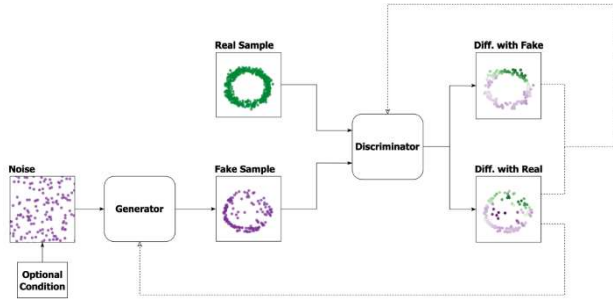 Real Sample
Diff. with Fake
Discriminator
Noise
Fake Sample
Diff. with Real
Generator
Optional
Condition